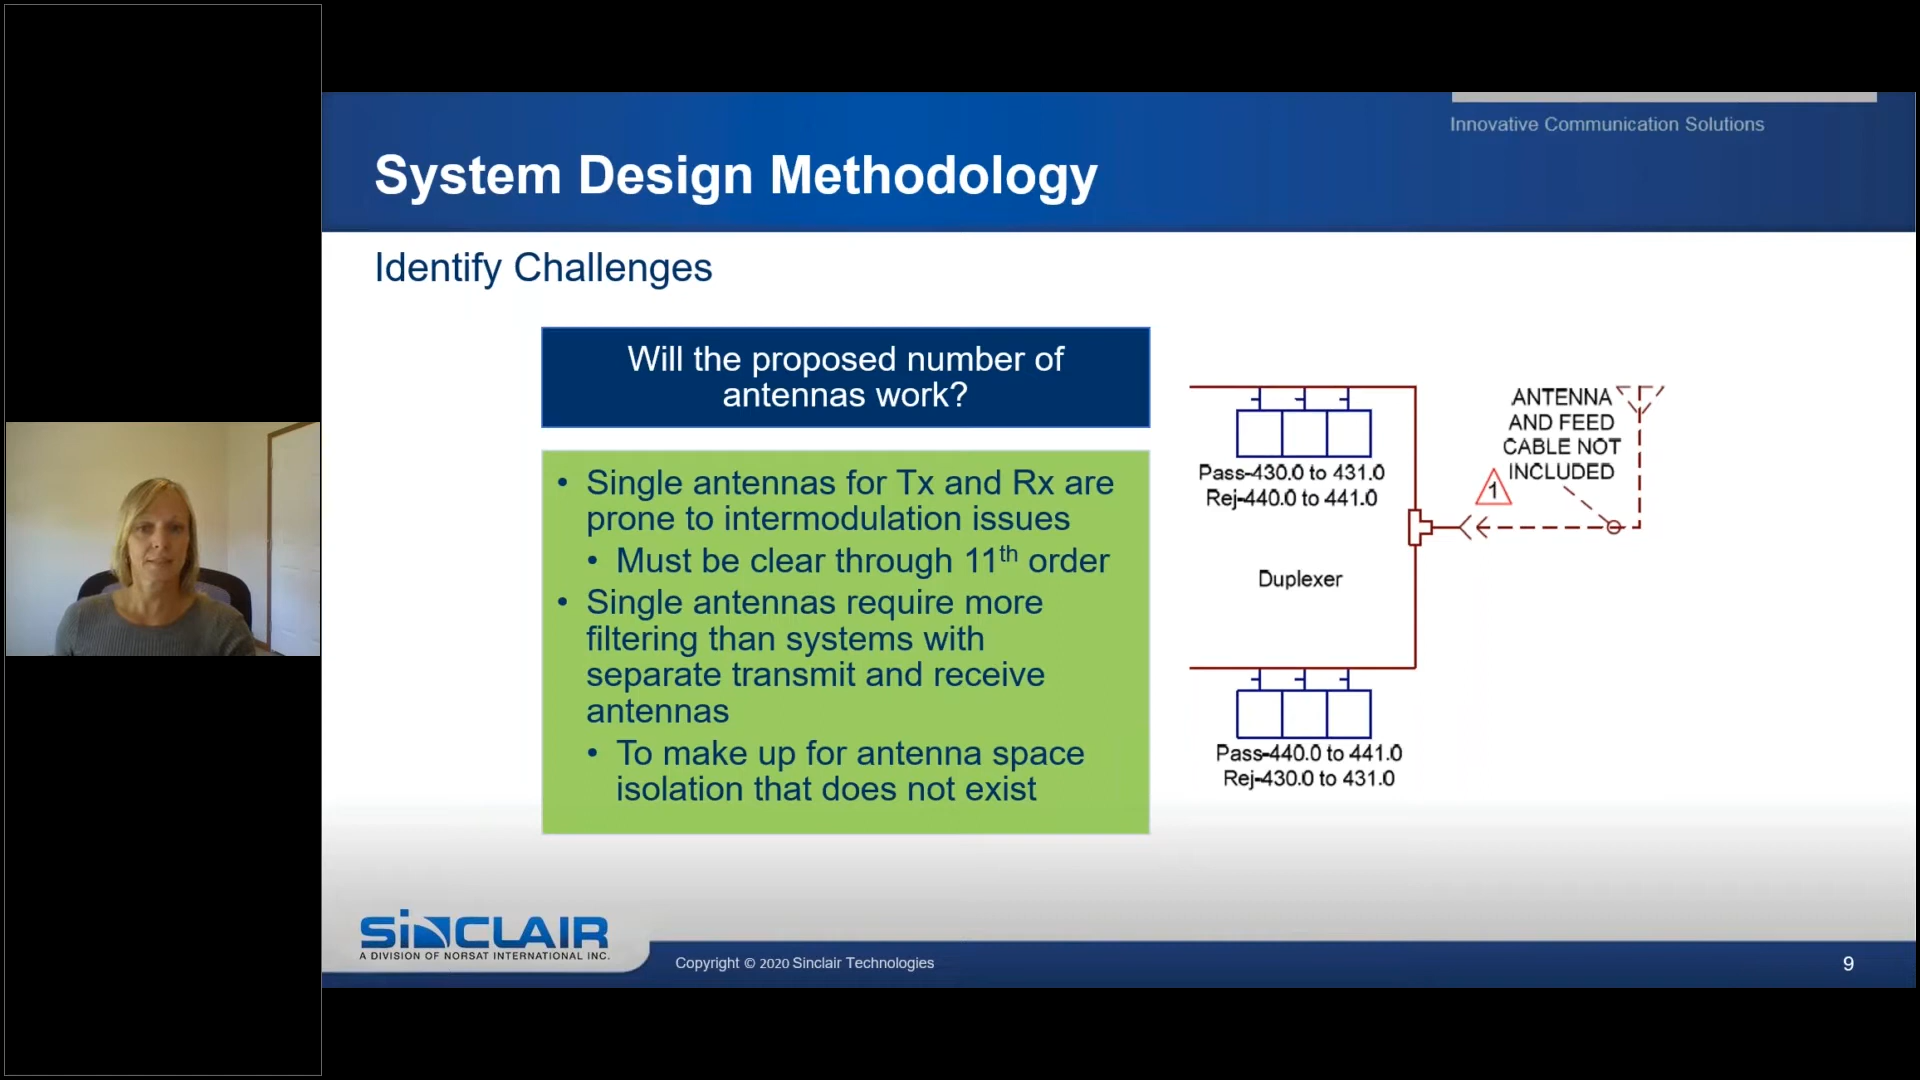 Innovative Communication Solutions
System Design Methodology
Identify Challenges
Will the proposed number of
antennas work?
• Single antennas for Tx and Rx are
prone to intermodulation issues
• Must be clear through 11th order
• Single antennas require more
filtering than systems with
separate transmit and receive
antennas
• To make up for antenna space
isolation that does not exist
Pass-430.0 to 431.0
Rej-440.0 to 441.0
ANTENNA
AND FEED
CABLE NOT
INCLUDED
1
Duplexer
Pass-440.0 to 441.0
Rej-430.0 to 431.0
SINCLAIR
A DIVISION OF NORSAT INTERNATIONAL INC.
Copyright © 2020 Sinclair Technologies
9